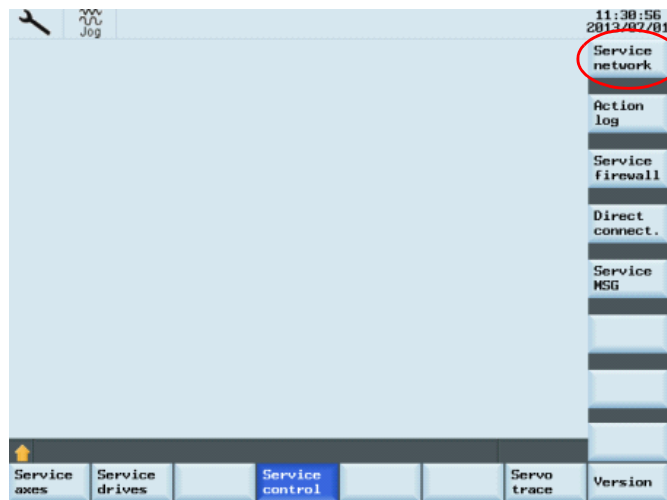 11:30:56
Jog
2013/07/01
Service
network
Action
log
Service
firewall
Direct
connect.
Service
MSG
Service
axes
Service
drives
Service
control
Servo
trace
Version